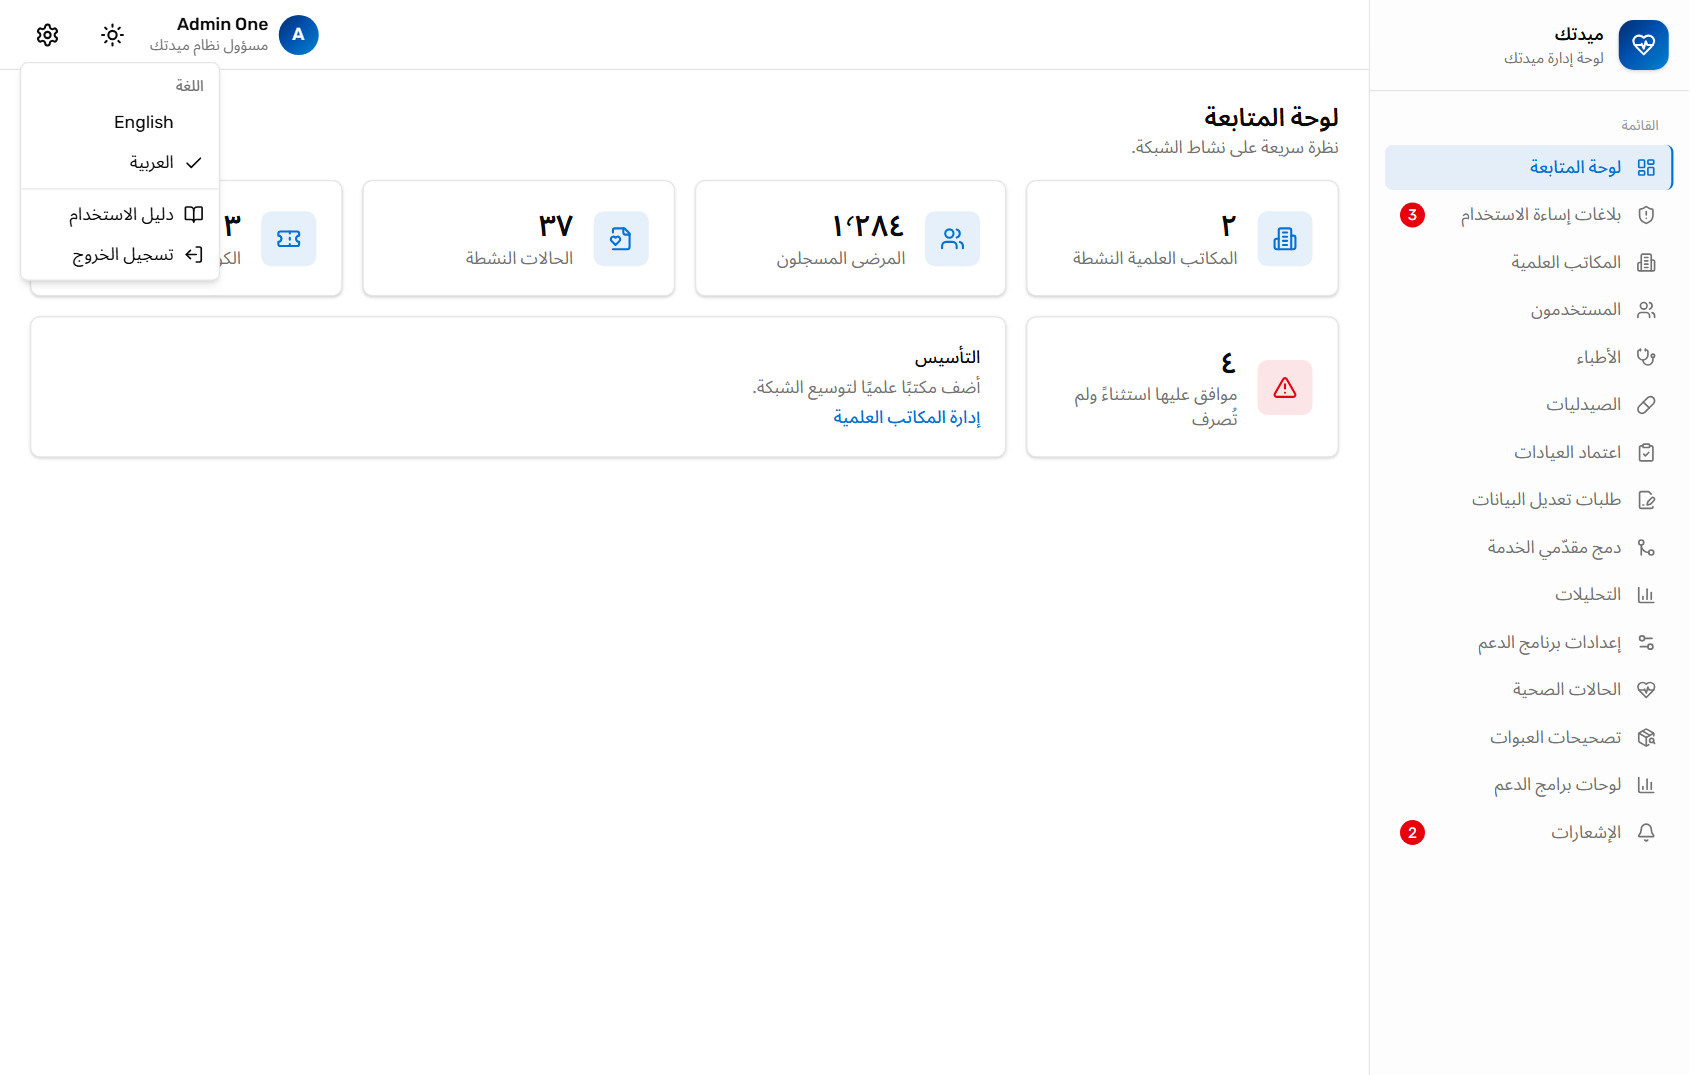 ميدتك
لوحة إدارة ميدتك
القائمة
لوحة المتابعة
بلاغات إساءة الاستخدام
3
المكاتب العلمية
المستخدمون
الأطباء
الصيدليات
اعتماد العيادات
طلبات تعديل البيانات
دمج مقدّمي الخدمة
التحليلات
إعدادات برنامج الدعم
الحالات الصحية
تصحيحات العبوات
لوحات برامج الدعم
الإشعارات
2
A
Admin One
مسؤول نظام ميدتك
اللغة
English
العربية
دليل الاستخدام
تسجيل الخروج
لوحة المتابعة
نظرة سريعة على نشاط الشبكة.
٢
المكاتب العلمية النشطة
١٬٢٨٤
المرضى المسجلون
٣٧
الحالات النشطة
٤
موافق عليها استثناءً ولم
تُصرف
التأسيس
أضف مكتبًا علميًا لتوسيع الشبكة.
إدارة المكاتب العلمية